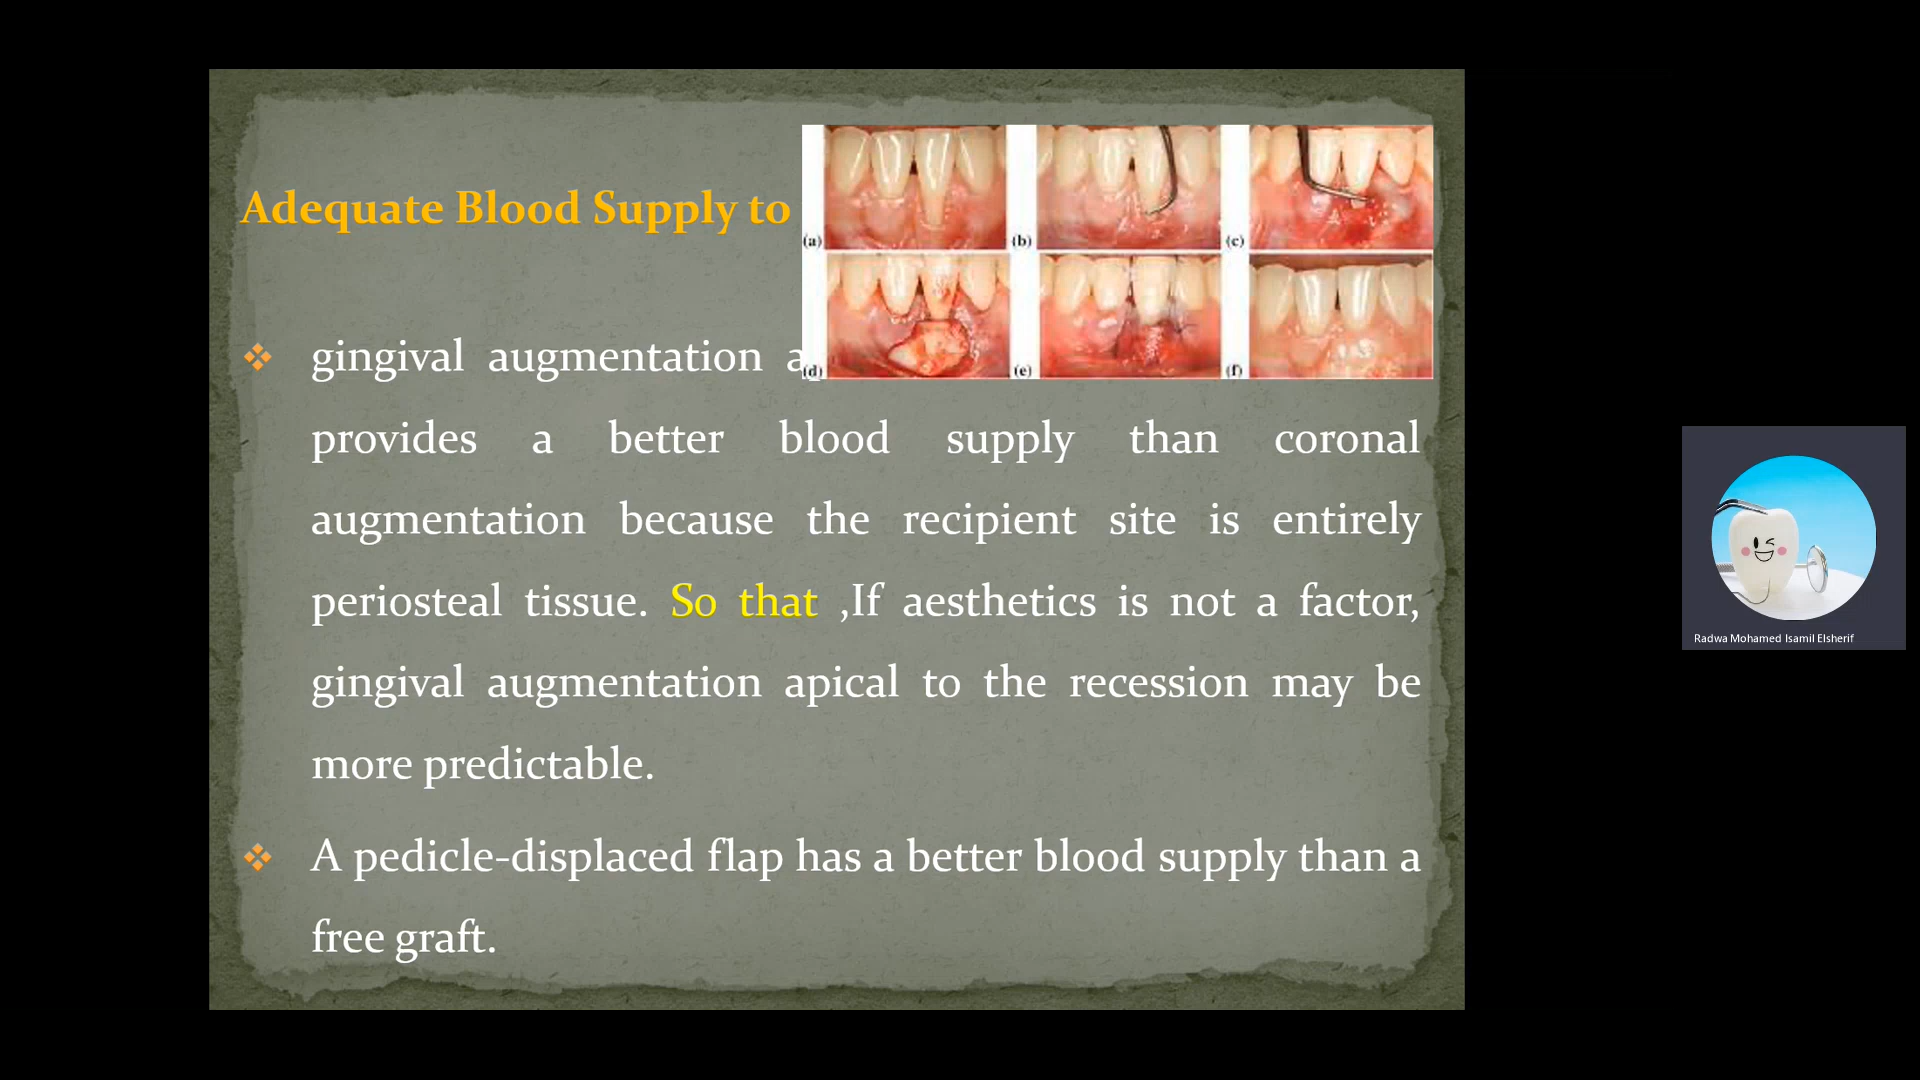 Adequate Blood Supply to
(a)
(b)
(c)
(d)
(e)
(f)
gingival augmentation
provides a better blood supply than coronal
augmentation because the recipient site is entirely
periosteal tissue. So that ,If aesthetics is not a factor,
gingival augmentation apical to the recession may be
more predictable.
A pedicle-displaced flap has a better blood supply than a
free graft.
Radwa Mohamed Isamil Elsherif